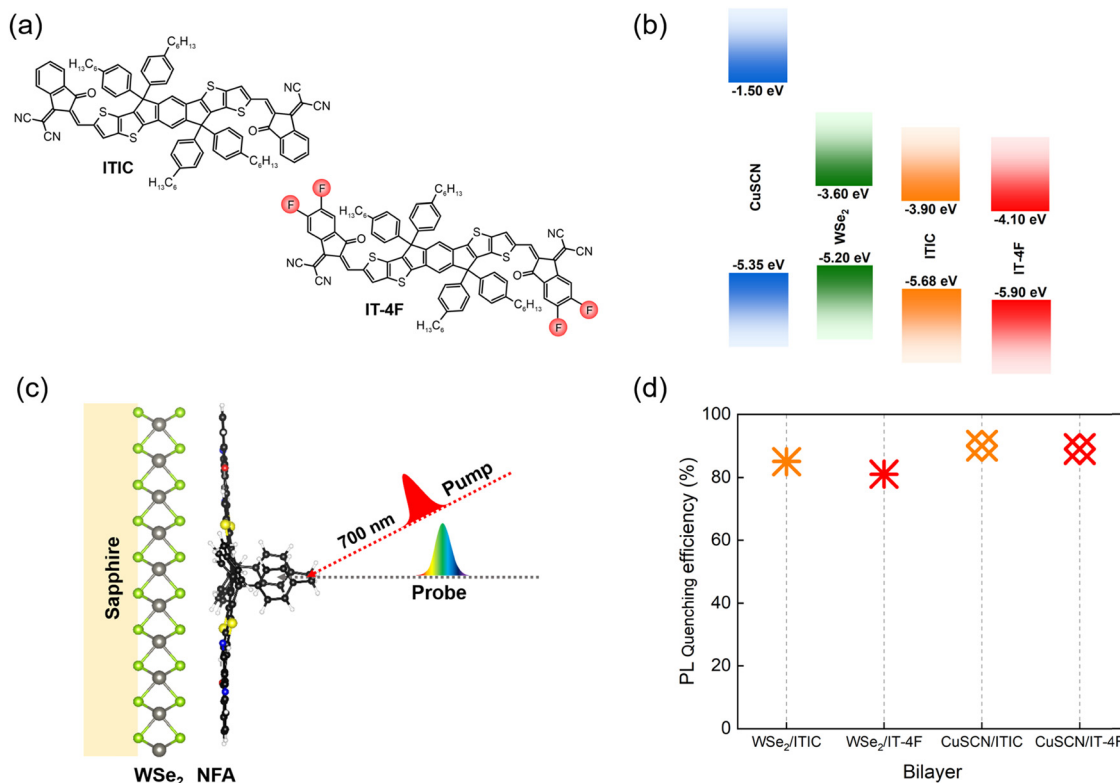 (a)
H₁₃C₆
C₆H₁₃
O
S
S
CN
CN
CN
NC
S
S
O
ITIC
H₁₃C₆
C₆H₁₃
F
F
H₁₃C₆
C₆H₁₃
O
S
S
CN
CN
CN
NC
S
S
O
IT-4F
H₁₃C₆
C₆H₁₃
F
F
(b)
CuSCN
-1.50 eV
-5.35 eV
WSe₂
-3.60 eV
-5.20 eV
ITIC
-3.90 eV
-5.68 eV
IT-4F
-4.10 eV
-5.90 eV
(c)
Sapphire
700 nm
Pump
Probe
WSe₂ NFA
(d)
PL Quenching efficiency (%)
100
80
60
40
20
0
WSe₂/ITIC WSe₂/IT-4F CuSCN/ITIC CuSCN/IT-4F
Bilayer